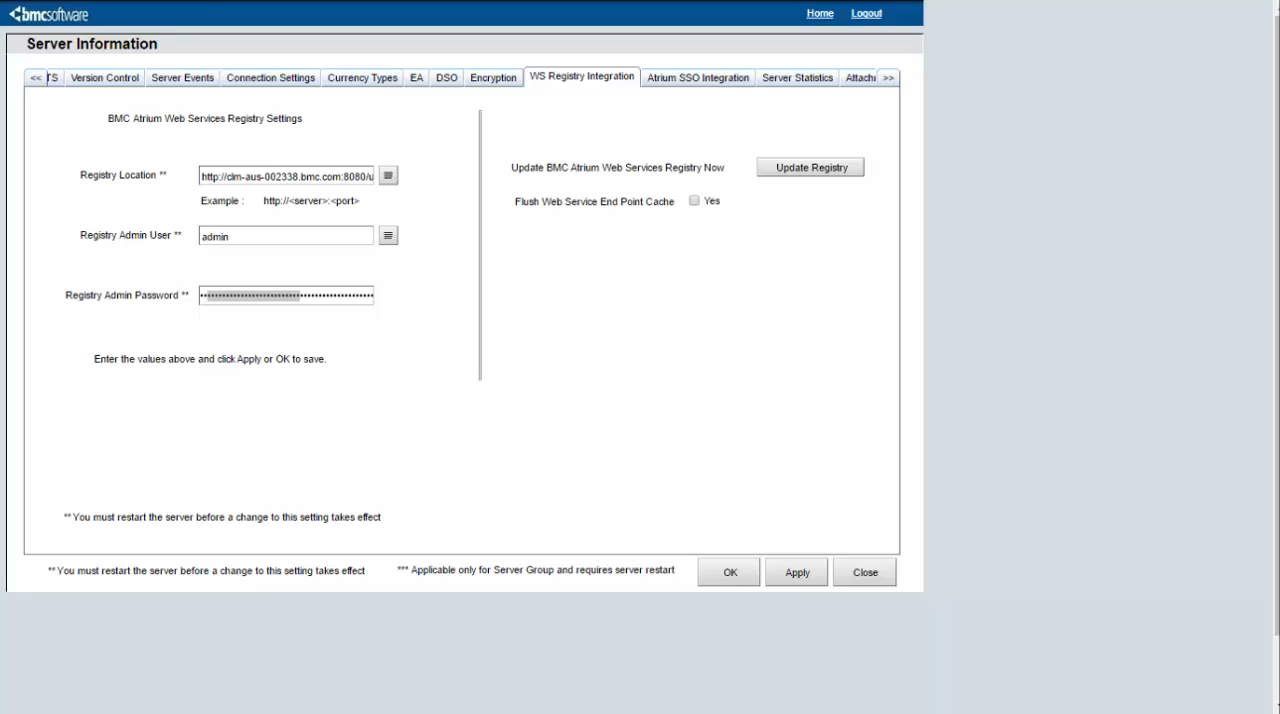 bmcsoftware
Home Logout
Server Information
<< TS Version Control Server Events Connection Settings Currency Types EA DSO Encryption WS Registry Integration Atrium SSO Integration Server Statistics Attachı >>
BMC Atrium Web Services Registry Settings
Registry Location ** http://clm-aus-002338.bmc.com:8080/u
Example : http://<server>:<port>
Registry Admin User ** admin
Registry Admin Password **
Enter the values above and click Apply or OK to save.
Update BMC Atrium Web Services Registry Now Update Registry
Flush Web Service End Point Cache Yes
** You must restart the server before a change to this setting takes effect
** You must restart the server before a change to this setting takes effect
*** Applicable only for Server Group and requires server restart
OK Apply Close